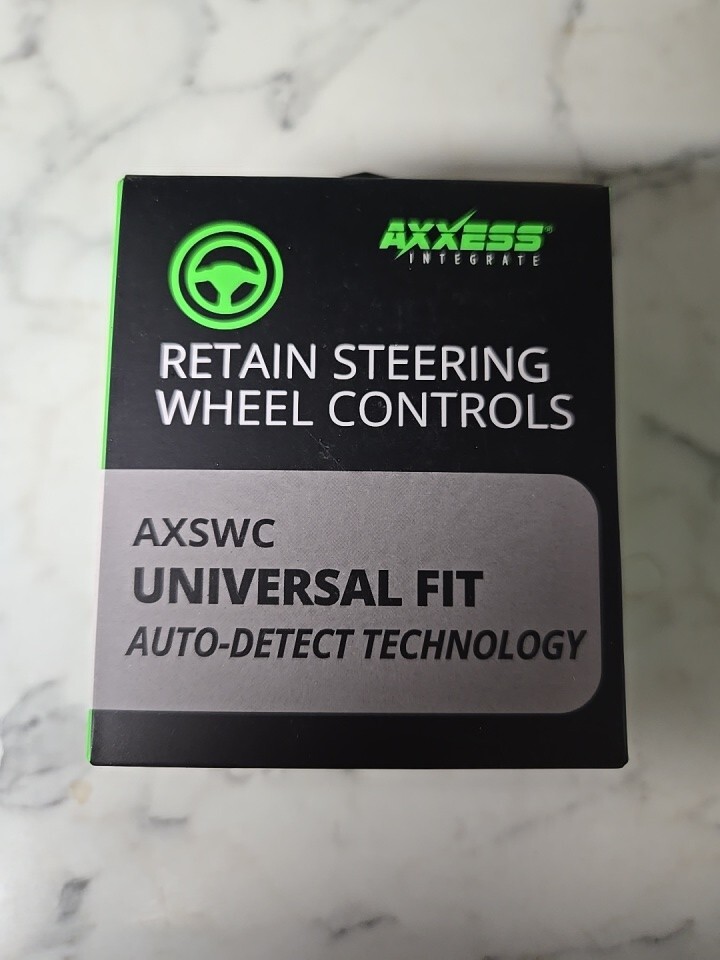 AXXESS®
INTEGRATE
RETAIN STEERING
WHEEL CONTROLS
AXSWC
UNIVERSAL FIT
AUTO-DETECT TECHNOLOGY